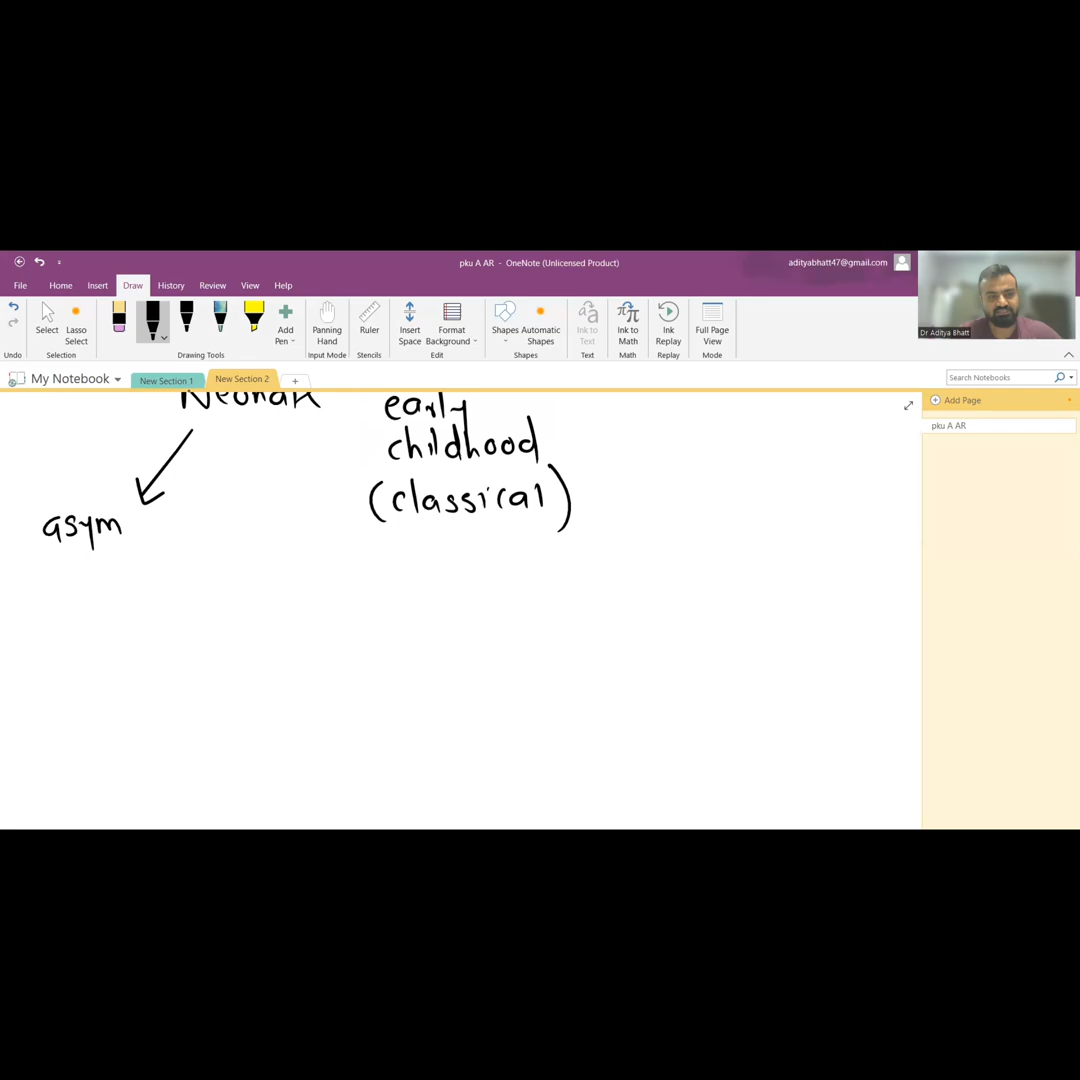 pku A AR - OneNote (Unlicensed Product)
adityabhatt47@gmail.com
File Home Insert Draw History Review View Help
Undo
Select
Lasso Select
Selection
Drawing Tools
Add Pen
Panning Hand
Input Mode
Ruler
Stencils
Insert Space
Format Background
Edit
Shapes
Automatic Shapes
Shapes
Ink to Text
Text
Ink to Math
Math
Ink Replay
Replay
Full Page View
Mode
Dr Aditya Bhatt
My Notebook
New Section 1
New Section 2
+
Search Notebooks
Add Page
pku A AR
early
childhood
(classical)
asym